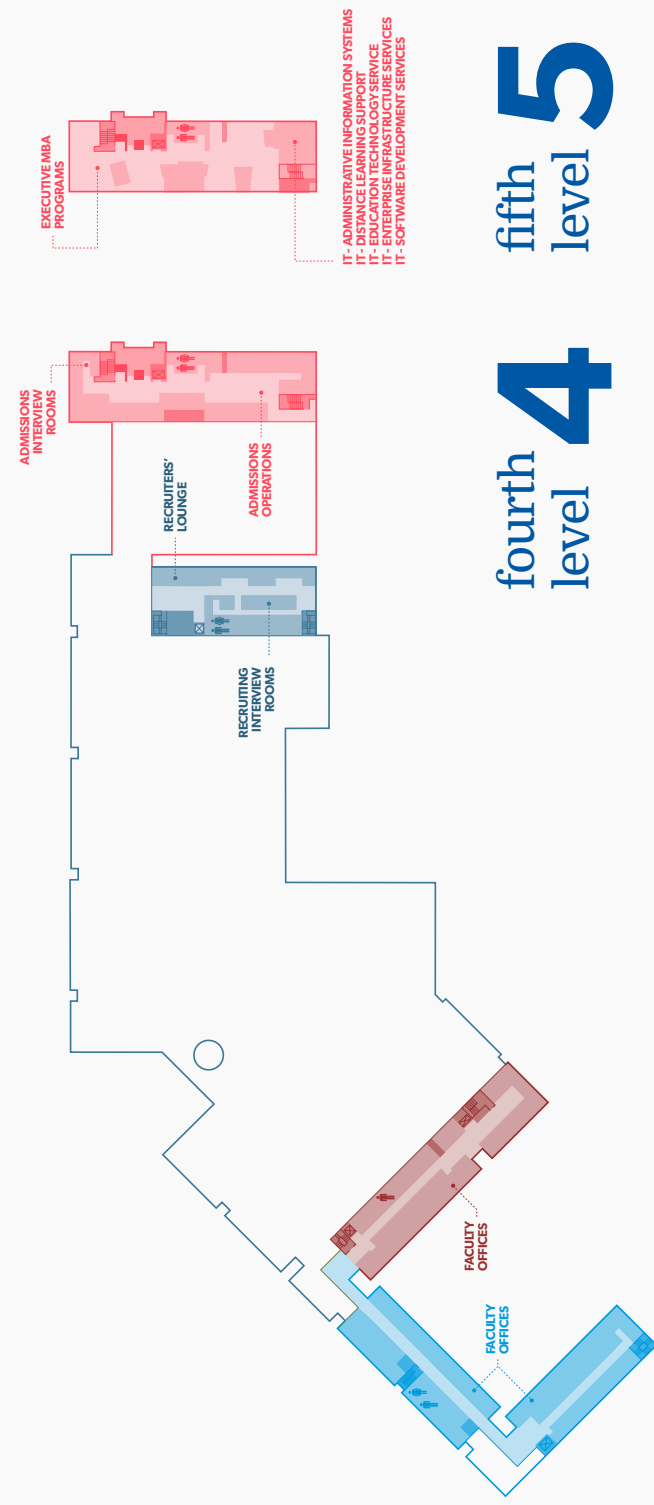 fifth
level 5
EXECUTIVE MBA
PROGRAMS
IT - ADMINISTRATIVE INFORMATION SYSTEMS
IT - DISTANCE LEARNING SUPPORT
IT - EDUCATION TECHNOLOGY SERVICE
IT - ENTERPRISE INFRASTRUCTURE SERVICES
IT - SOFTWARE DEVELOPMENT SERVICES
fourth
level 4
ADMISSIONS
INTERVIEW
ROOMS
ADMISSIONS
OPERATIONS
RECRUITERS'
LOUNGE
RECRUITING
INTERVIEW
ROOMS
FACULTY
OFFICES
FACULTY
OFFICES